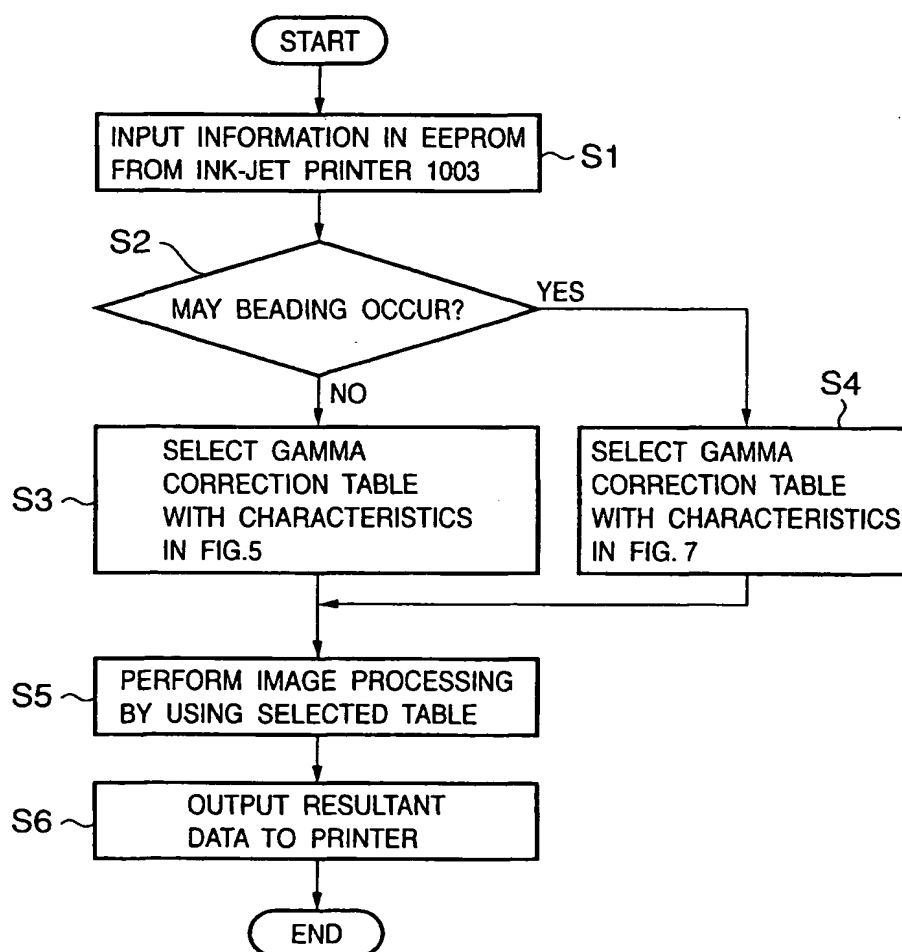 START
INPUT INFORMATION IN EEPROM
FROM INK-JET PRINTER 1003
S1
S2
MAY BEADING OCCUR?
YES
NO
S4
S3
SELECT GAMMA
CORRECTION TABLE
WITH CHARACTERISTICS
IN FIG.5
SELECT GAMMA
CORRECTION TABLE
WITH CHARACTERISTICS
IN FIG. 7
S5
PERFORM IMAGE PROCESSING
BY USING SELECTED TABLE
S6
OUTPUT RESULTANT
DATA TO PRINTER
END